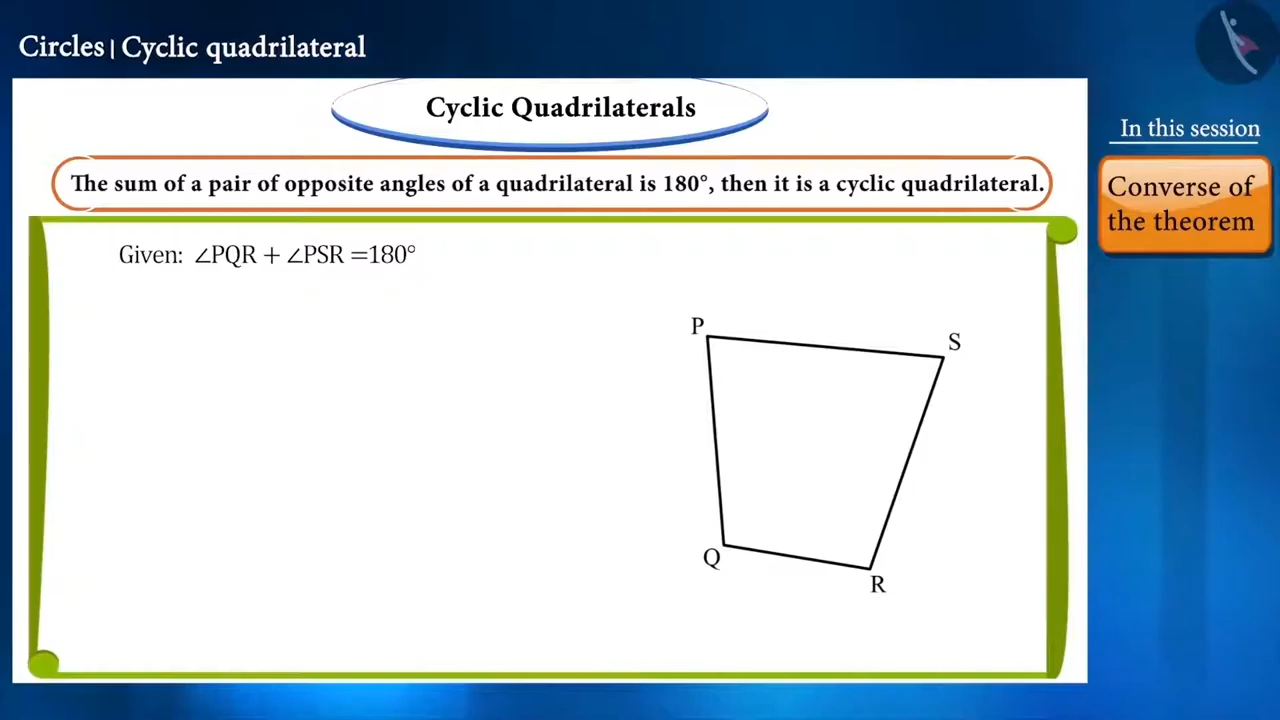 Circles | Cyclic quadrilateral
Cyclic Quadrilaterals
In this session
The sum of a pair of opposite angles of a quadrilateral is 180°, then it is a cyclic quadrilateral.
Converse of
the theorem
Given: ∠PQR + ∠PSR =180°
P
S
Q
R